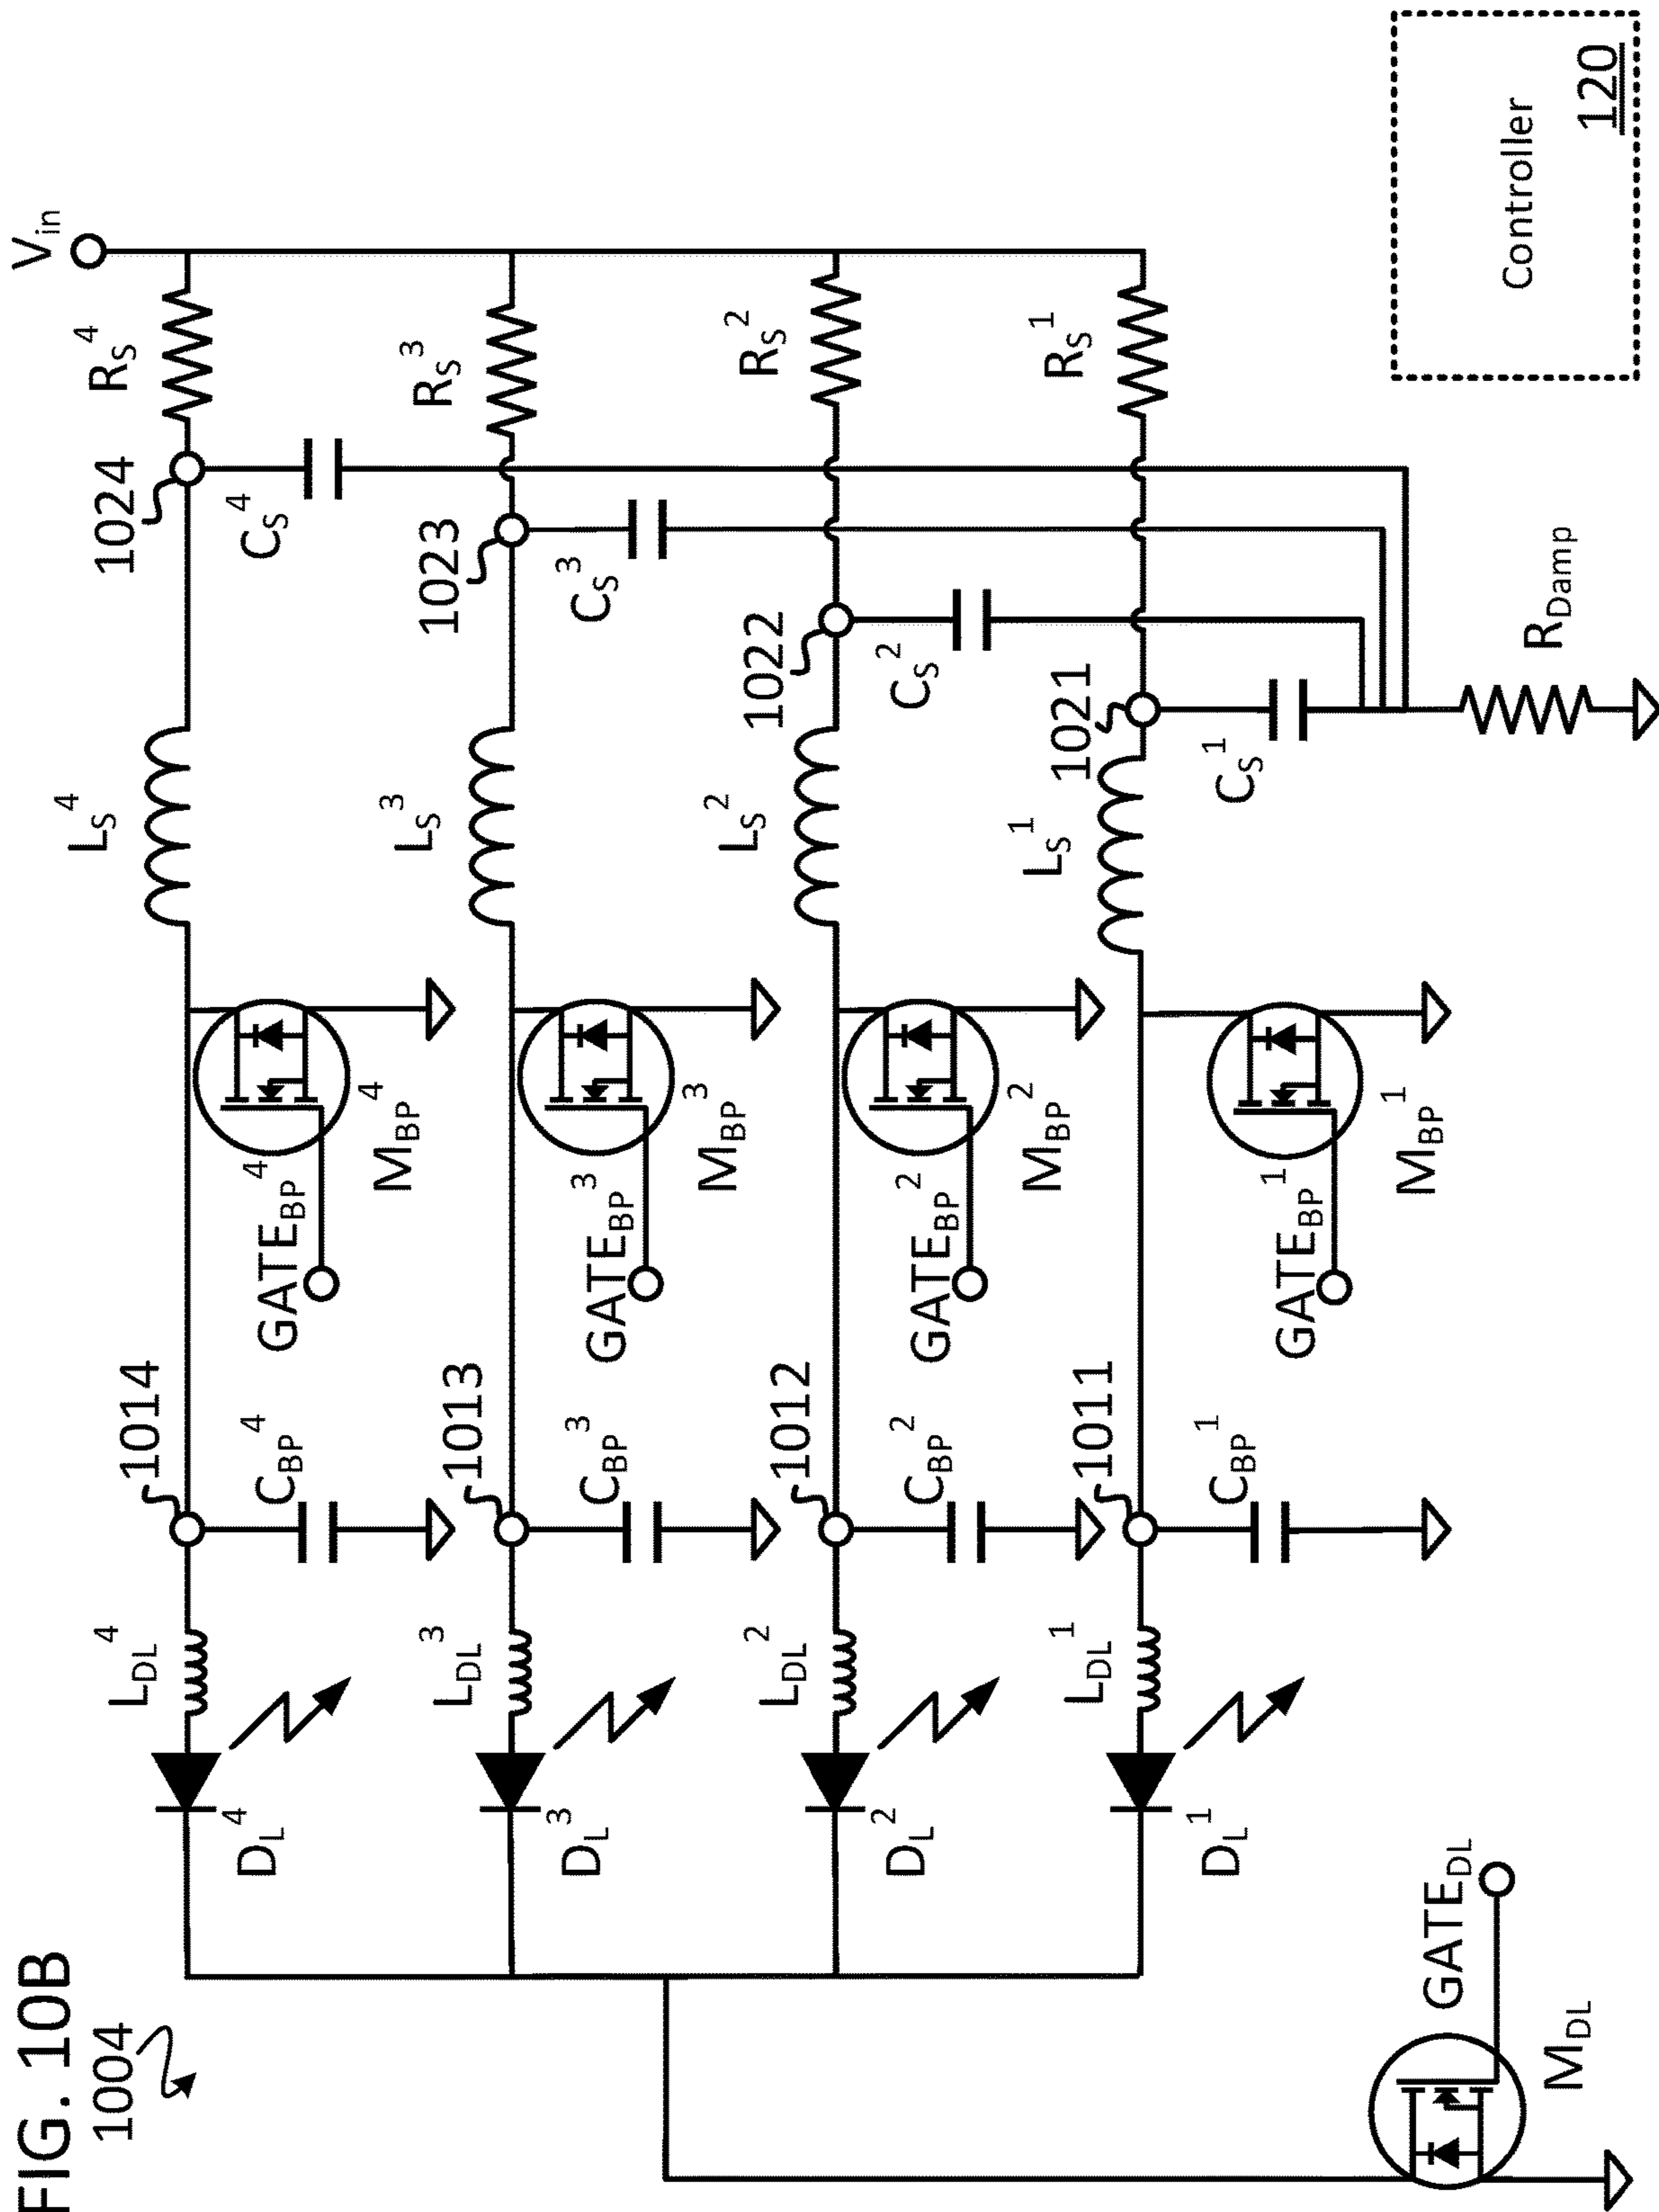 FIG. 10B
1004
V_in
R_S^4
R_S^3
R_S^2
R_S^1
1024
1023
1022
1021
C_S^4
C_S^3
C_S^2
C_S^1
R_Damp
Controller
120
L_S^4
L_S^3
L_S^2
L_S^1
GATE_BP^4
M_BP^4
GATE_BP^3
M_BP^3
GATE_BP^2
M_BP^2
GATE_BP^1
M_BP^1
1014
1013
1012
1011
C_BP^4
C_BP^3
C_BP^2
C_BP^1
L_DL^4
L_DL^3
L_DL^2
L_DL^1
D_L^4
D_L^3
D_L^2
D_L^1
GATE_DL
M_DL